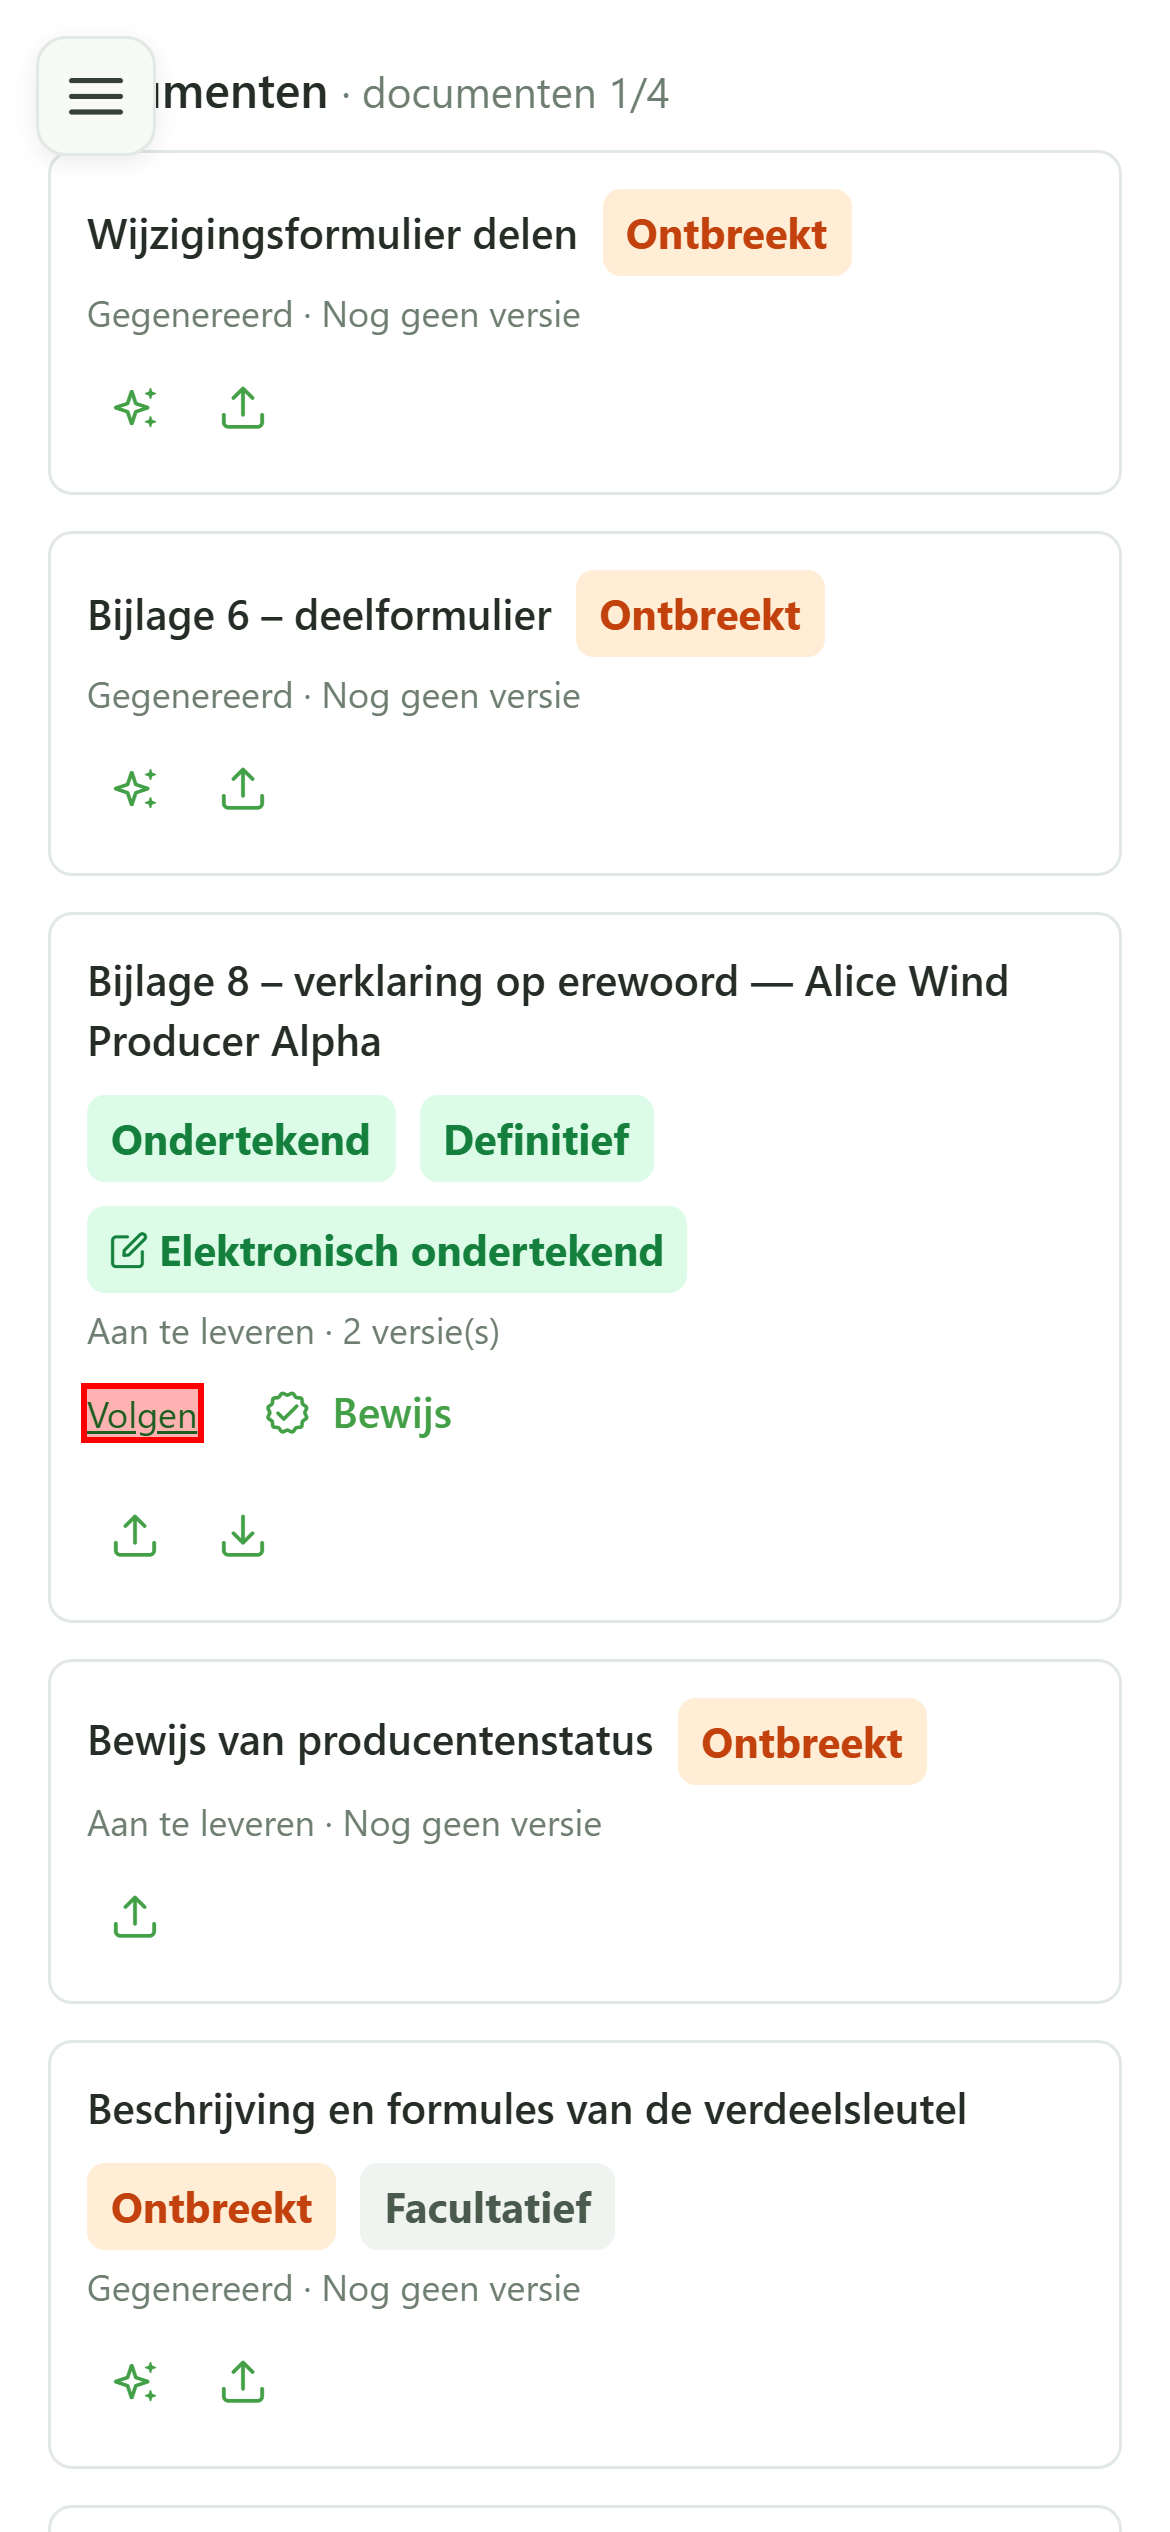 umenten · documenten 1/4
Wijzigingsformulier delen Ontbreekt
Gegenereerd · Nog geen versie
Bijlage 6 – deelformulier Ontbreekt
Gegenereerd · Nog geen versie
Bijlage 8 – verklaring op erewoord — Alice Wind
Producer Alpha
Ondertekend Definitief
Elektronisch ondertekend
Aan te leveren · 2 versie(s)
Volgen Bewijs
Bewijs van producentenstatus Ontbreekt
Aan te leveren · Nog geen versie
Beschrijving en formules van de verdeelsleutel
Ontbreekt Facultatief
Gegenereerd · Nog geen versie